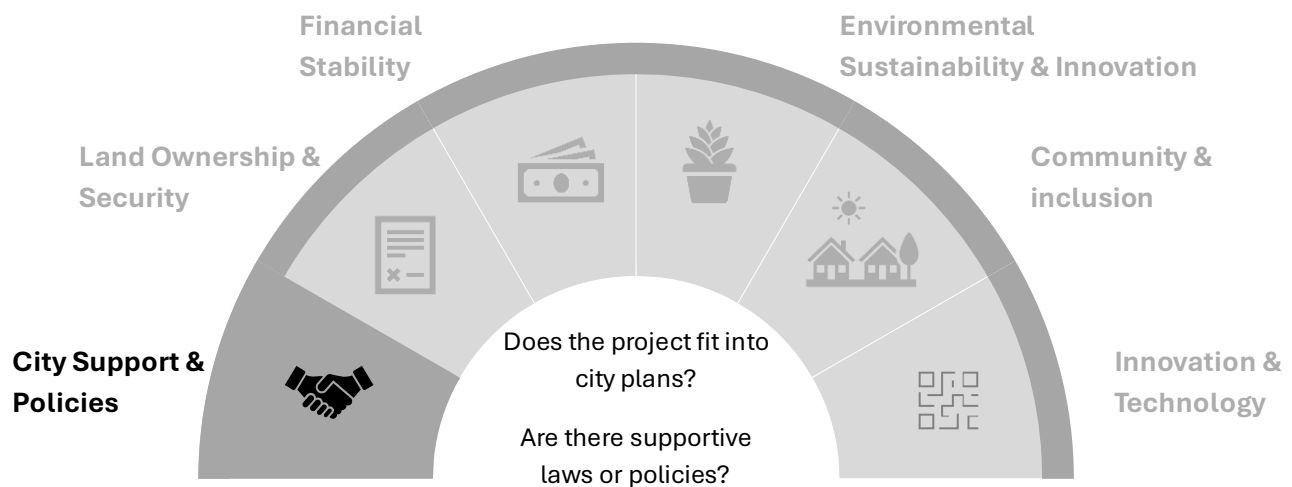 Financial
Stability
Environmental
Sustainability & Innovation
Land Ownership &
Security
Community &
inclusion
City Support &
Policies
Does the project fit into
city plans?
Are there supportive
laws or policies?
Innovation &
Technology